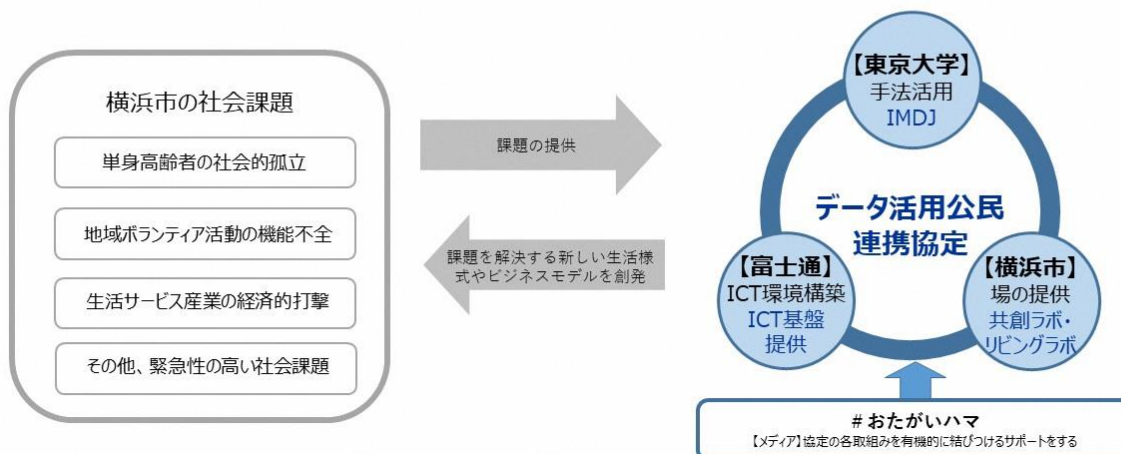 横浜市の社会課題
単身高齢者の社会的孤立
地域ボランティア活動の機能不全
生活サービス産業の経済的打撃
その他、緊急性の高い社会課題
課題の提供
課題を解決する新しい生活様
式やビジネスモデルを創発
【東京大学】
手法活用
IMDJ
データ活用公民
連携協定
【富士通】
ICT環境構築
ICT基盤
提供
【横浜市】
場の提供
共創ラボ・
リビングラボ
#おたがいハマ
【メディア】協定の各取組みを有機的に結びつけるサポートをする